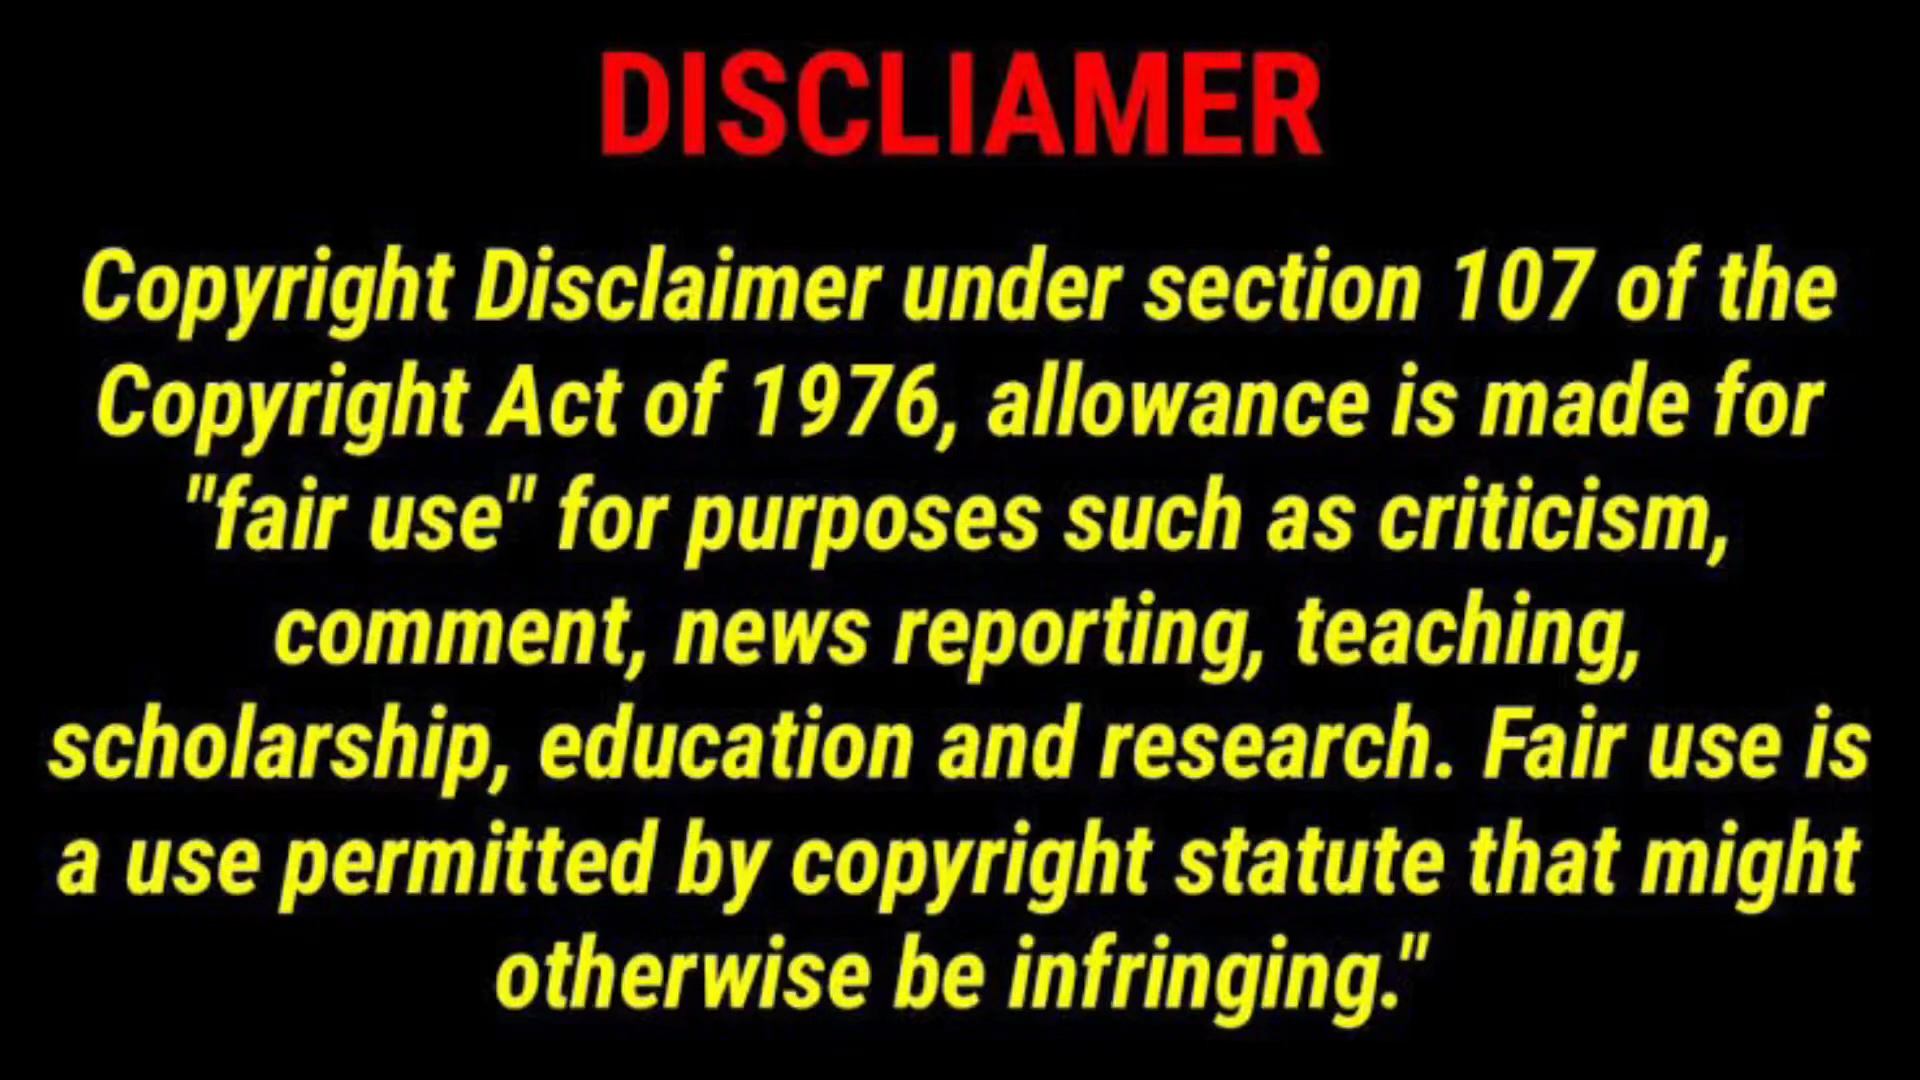 DISCLIAMER
Copyright Disclaimer under section 107 of the
Copyright Act of 1976, allowance is made for
"fair use" for purposes such as criticism,
comment, news reporting, teaching,
scholarship, education and research. Fair use is
a use permitted by copyright statute that might
otherwise be infringing."